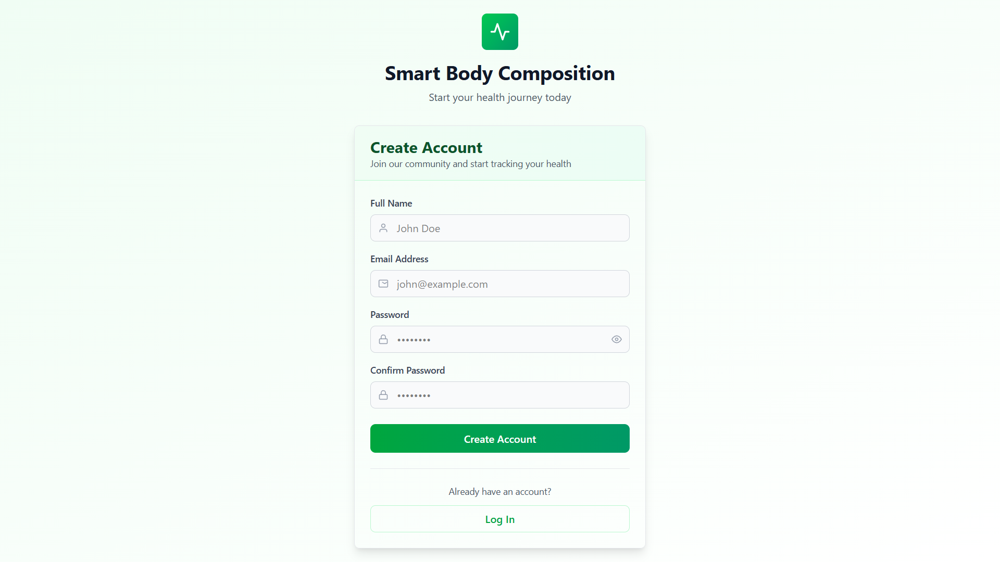 Smart Body Composition
Start your health journey today
Create Account
Join our community and start tracking your health
Full Name
John Doe
Email Address
john@example.com
Password
••••••••
Confirm Password
••••••••
Create Account
Already have an account?
Log In